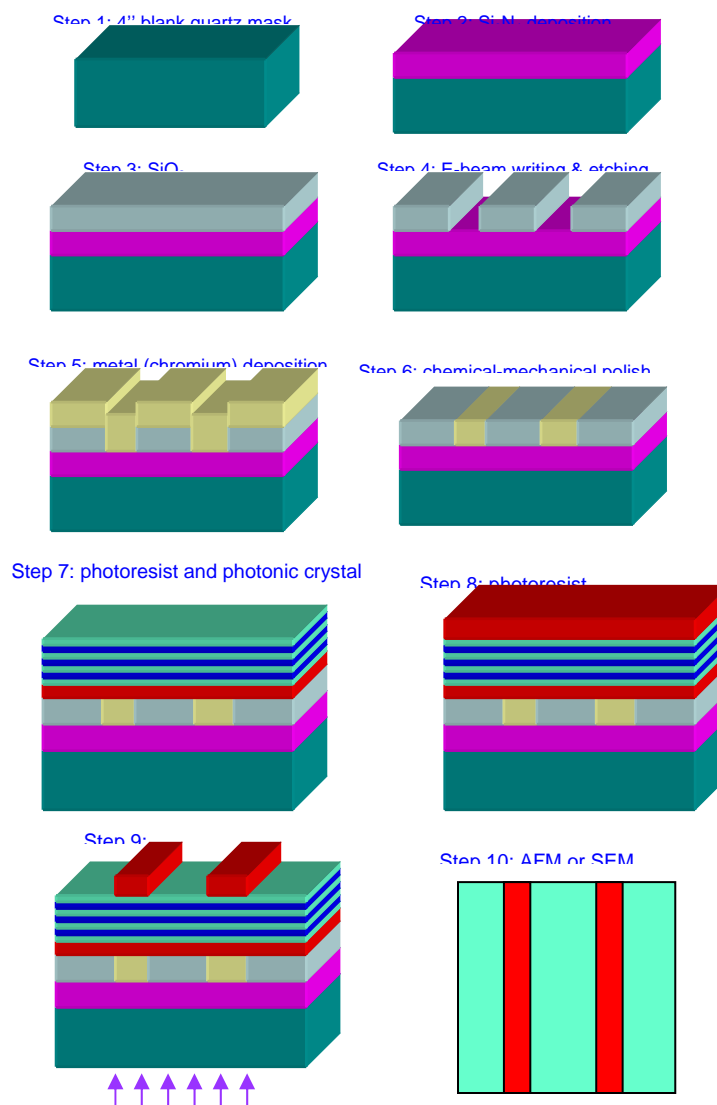 Step 1: 4’’ blank quartz mask
Step 2: Si₃N₄ deposition
Step 3: SiO₂
Step 4: E-beam writing & etching
Step 5: metal (chromium) deposition
Step 6: chemical-mechanical polish
Step 7: photoresist and photonic crystal
Step 8: photoresist
Step 9:
Step 10: AFM or SEM